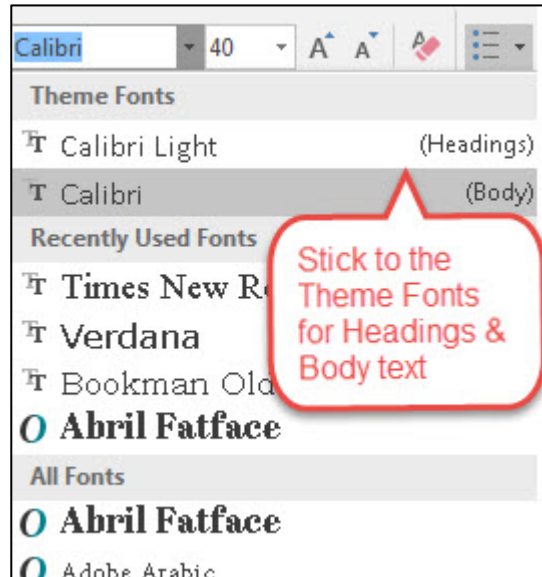 Calibri 40 A A A
Theme Fonts
T Calibri Light (Headings)
T Calibri (Body)
Recently Used Fonts
T Times New Ro
T Verdana
T Bookman Old
O Abril Fatface
All Fonts
O Abril Fatface
O Adobe Arabic
Stick to the
Theme Fonts
for Headings &
Body text